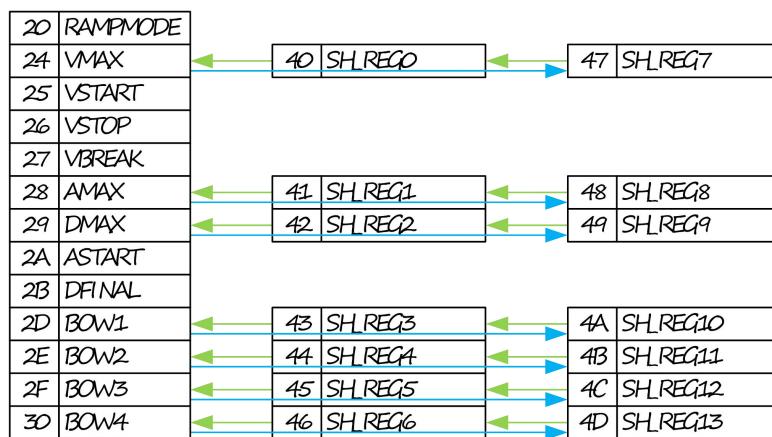 20 RAMPMODE
24 VMAX 40 SH_REG0 47 SH_REG7
25 VSTART
26 VSTOP
27 VBREAK
28 AMAX 41 SH_REG1 48 SH_REG8
29 DMAX 42 SH_REG2 49 SH_REG9
2A ASTART
2B DFINAL
2D BOW1 43 SH_REG3 4A SH_REG10
2E BOW2 44 SH_REG4 4B SH_REG11
2F BOW3 45 SH_REG5 4C SH_REG12
30 BOW4 46 SH_REG6 4D SH_REG13